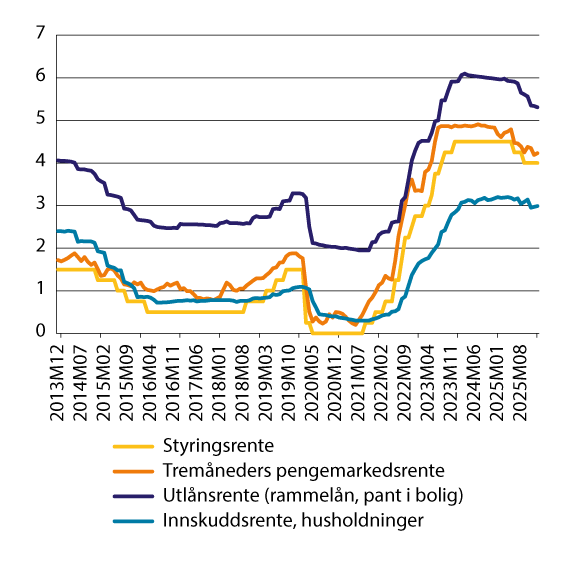 7
6
5
4
3
2
1
0
2013M12
2014M07
2015M02
2015M09
2016M04
2016M11
2017M06
2018M01
2018M08
2019M03
2019M10
2020M05
2020M12
2021M07
2022M02
2022M09
2023M04
2023M11
2024M06
2025M01
2025M08
Styringsrente
Tremåneders pengemarkedsrente
Utlånsrente (rammelån, pant i bolig)
Innskuddsrente, husholdninger